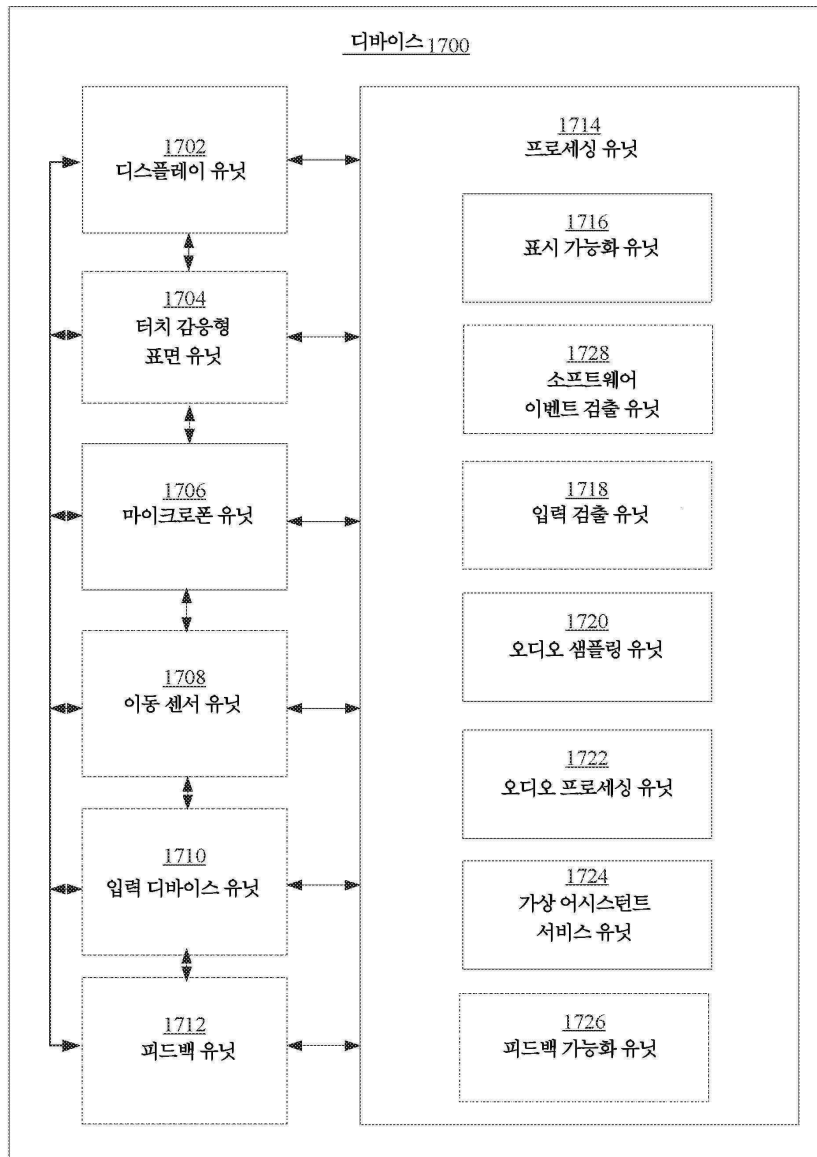 디바이스 1700
1702
디스플레이 유닛
1704
터치 감응형
표면 유닛
1706
마이크로폰 유닛
1708
이동 센서 유닛
1710
입력 디바이스 유닛
1712
피드백 유닛
1714
프로세싱 유닛
1716
표시 가능화 유닛
1728
소프트웨어
이벤트 검출 유닛
1718
입력 검출 유닛
1720
오디오 샘플링 유닛
1722
오디오 프로세싱 유닛
1724
가상 어시스턴트
서비스 유닛
1726
피드백 가능화 유닛